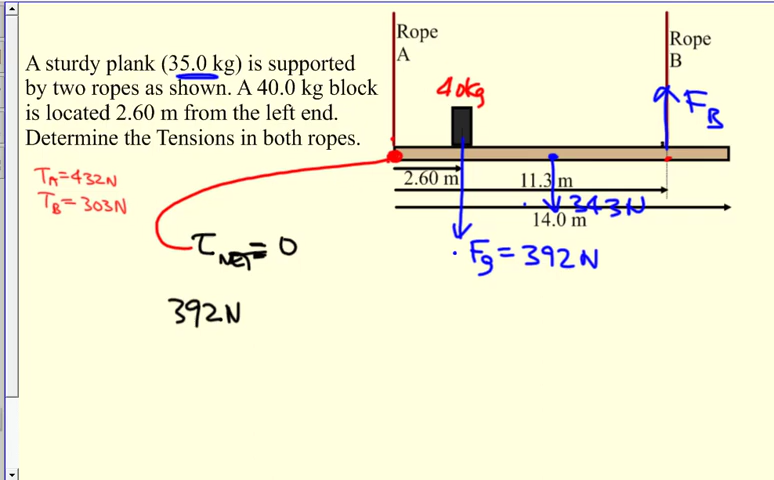 A sturdy plank (35.0 kg) is supported
by two ropes as shown. A 40.0 kg block
is located 2.60 m from the left end.
Determine the Tensions in both ropes.
TA=432N
TB=303N
Rope
A
Rope
B
40kg
FB
2.60 m
11.3 m
343N
14.0 m
τNET=0
Fg=392N
392N